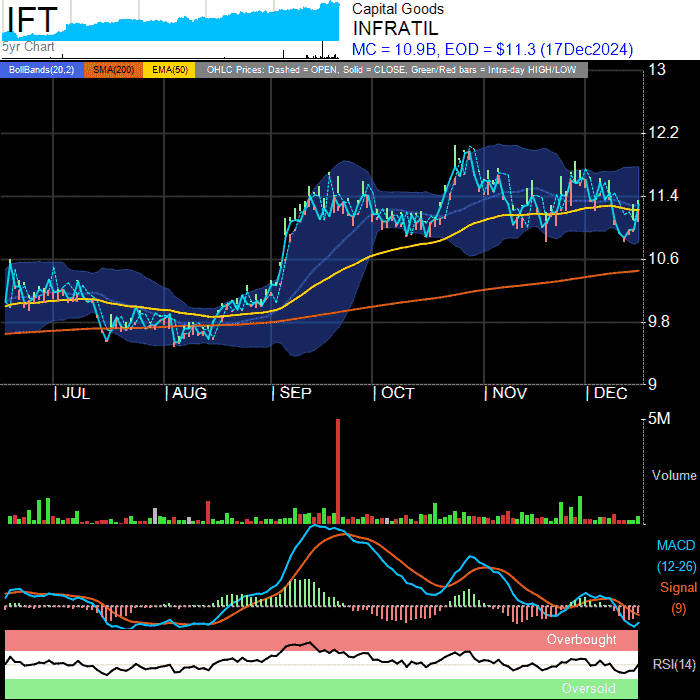 IFT
5yr Chart
Capital Goods
INFRATIL
MC = 10.9B, EOD = $11.3 (17Dec2024)
BollBands(20,2) SMA(200) EMA(50) OHLC Prices: Dashed = OPEN, Solid = CLOSE, Green/Red bars = Intra-day HIGH/LOW
13
12.2
11.4
10.6
9.8
9
| JUL | AUG | SEP | OCT | NOV | DEC
5M
Volume
MACD
(12-26)
Signal
(9)
Overbought
RSI(14)
Oversold